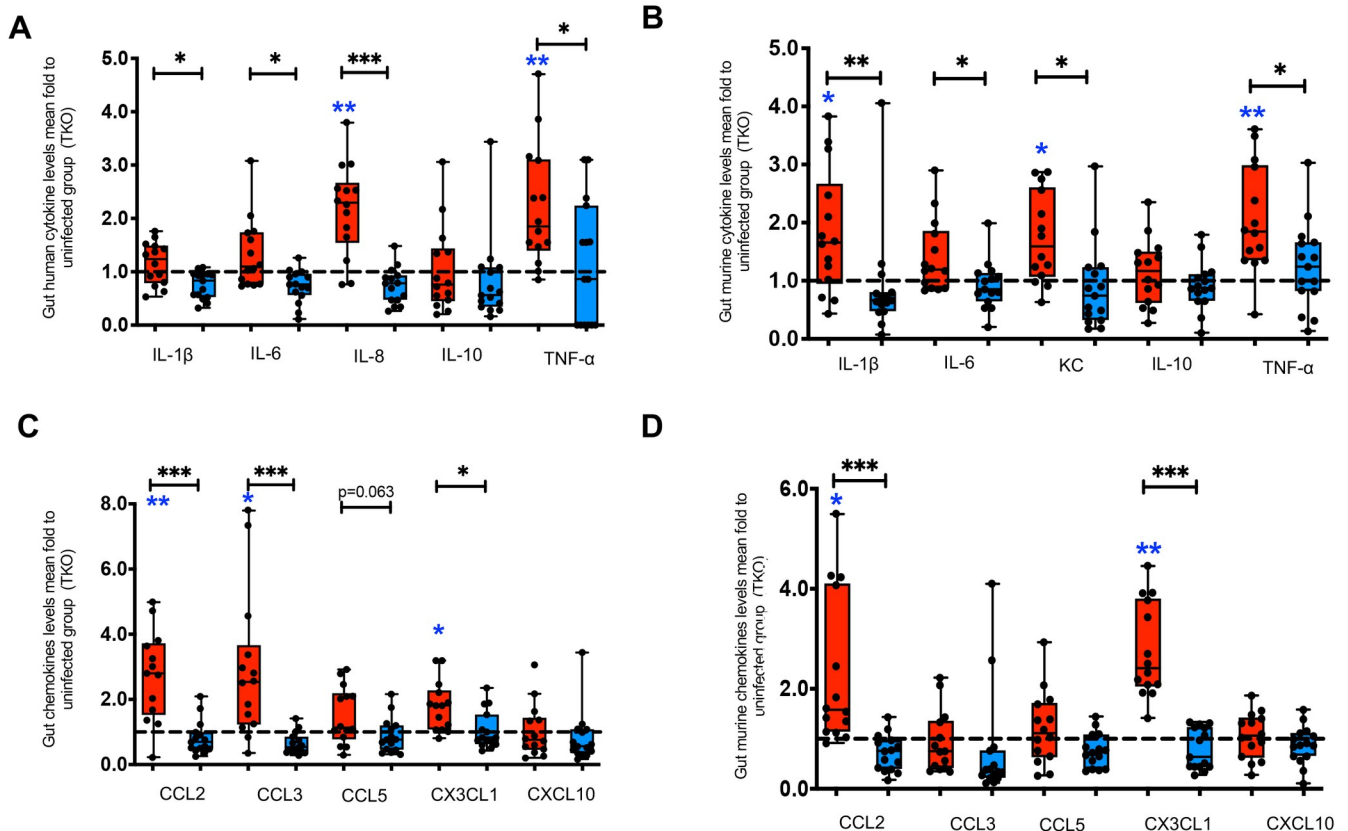 A
Gut human cytokine levels mean fold to
uninfected group (TKO)
5.0
4.0
3.0
2.0
1.0
0.0
*
*
***
**
*
**
IL-1β
IL-6
IL-8
IL-10
TNF-α
B
Gut murine cytokine levels mean fold to
uninfected group (TKO)
5.0
4.0
3.0
2.0
1.0
0.0
**
*
*
*
*
*
**
IL-1β
IL-6
KC
IL-10
TNF-α
C
Gut chemokines levels mean fold to
uninfected group (TKO)
8.0
6.0
4.0
2.0
0.0
***
**
***
*
p=0.063
*
*
CCL2
CCL3
CCL5
CX3CL1
CXCL10
D
Gut murine chemokines levels mean fold to
uninfected group (TKO)
6.0
4.0
2.0
0.0
***
*
***
**
CCL2
CCL3
CCL5
CX3CL1
CXCL10